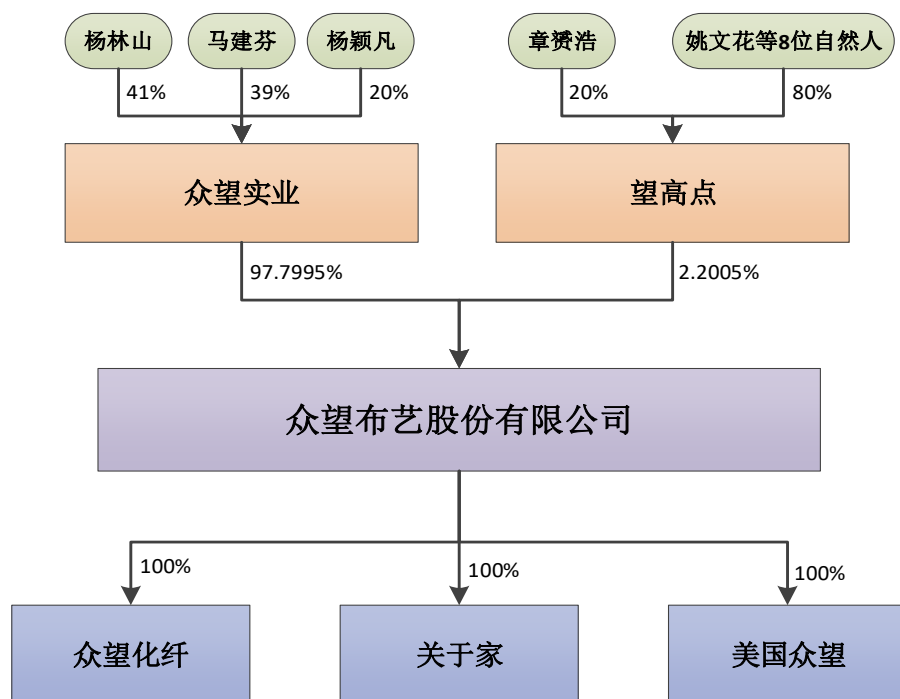 杨林山
马建芬
杨颖凡
章赟浩
姚文花等8位自然人
41%
39%
20%
20%
80%
众望实业
望高点
97.7995%
2.2005%
众望布艺股份有限公司
100%
100%
100%
众望化纤
关于家
美国众望